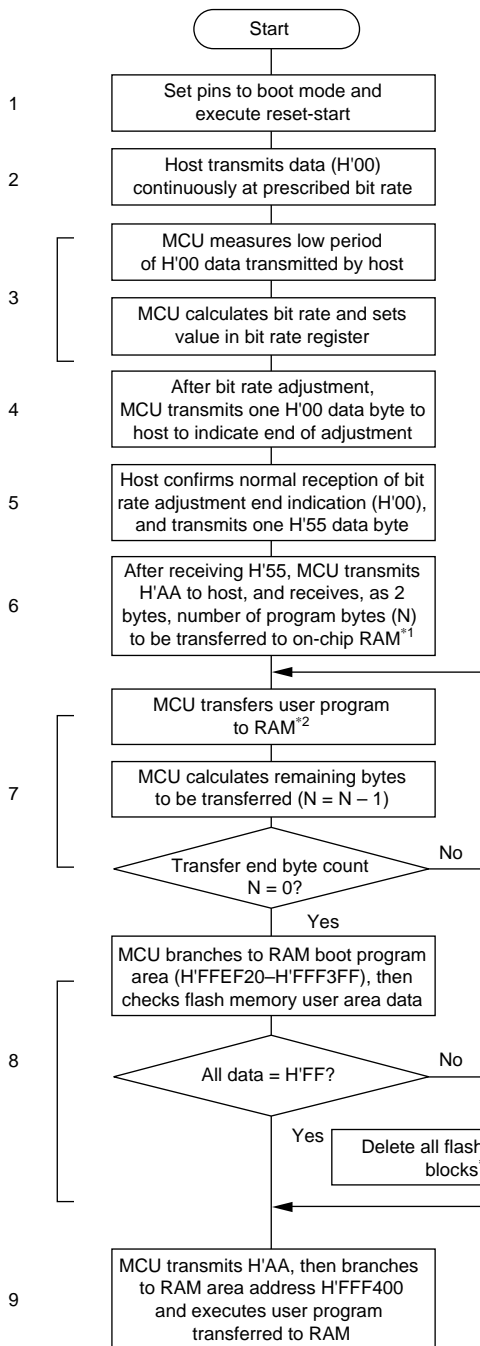 Start
1
Set pins to boot mode and
execute reset-start
2
Host transmits data (H'00)
continuously at prescribed bit rate
3
MCU measures low period
of H'00 data transmitted by host
MCU calculates bit rate and sets
value in bit rate register
4
After bit rate adjustment,
MCU transmits one H'00 data byte to
host to indicate end of adjustment
5
Host confirms normal reception of bit
rate adjustment end indication (H'00),
and transmits one H'55 data byte
6
After receiving H'55, MCU transmits
H'AA to host, and receives, as 2
bytes, number of program bytes (N)
to be transferred to on-chip RAM*1
7
MCU transfers user program
to RAM*2
MCU calculates remaining bytes
to be transferred (N = N – 1)
Transfer end byte count
N = 0?
No
Yes
8
MCU branches to RAM boot program
area (H'FFEF20–H'FFF3FF), then
checks flash memory user area data
All data = H'FF?
No
Yes
Delete all flash
blocks
9
MCU transmits H'AA, then branches
to RAM area address H'FFF400
and executes user program
transferred to RAM